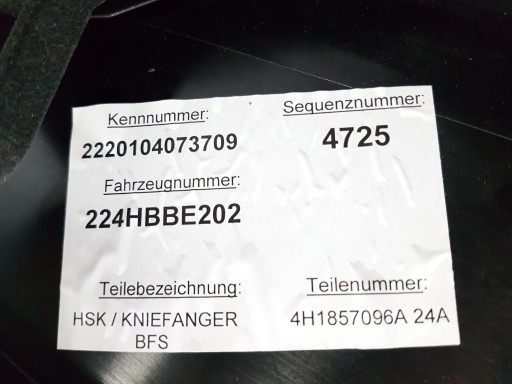 Kennnummer: Sequenznummer:
2220104073709 4725
Fahrzeugnummer:
224HBBE202
Teilebezeichnung: Teilenummer:
HSK / KNIEFANGER 4H1857096A 24A
BFS